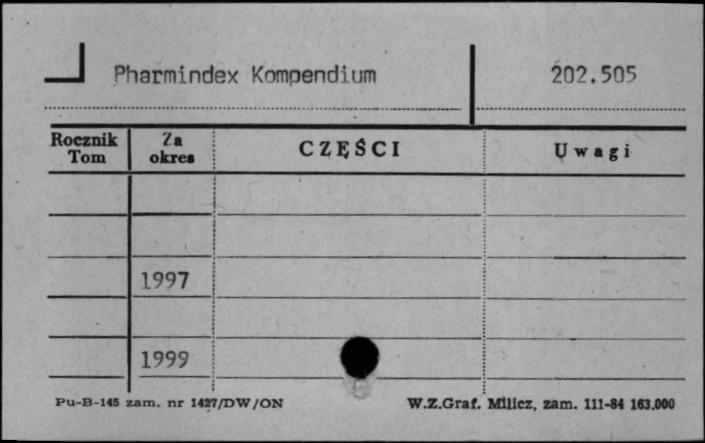 Pharmindex Kompendium 202.505
Rocznik Tom Za okres CZĘŚCI Uwagi
1997
1999
Pu-B-145 zam. nr 1427/DW/ON W.Z.Graf. Milicz, zam. 111-84 163.000